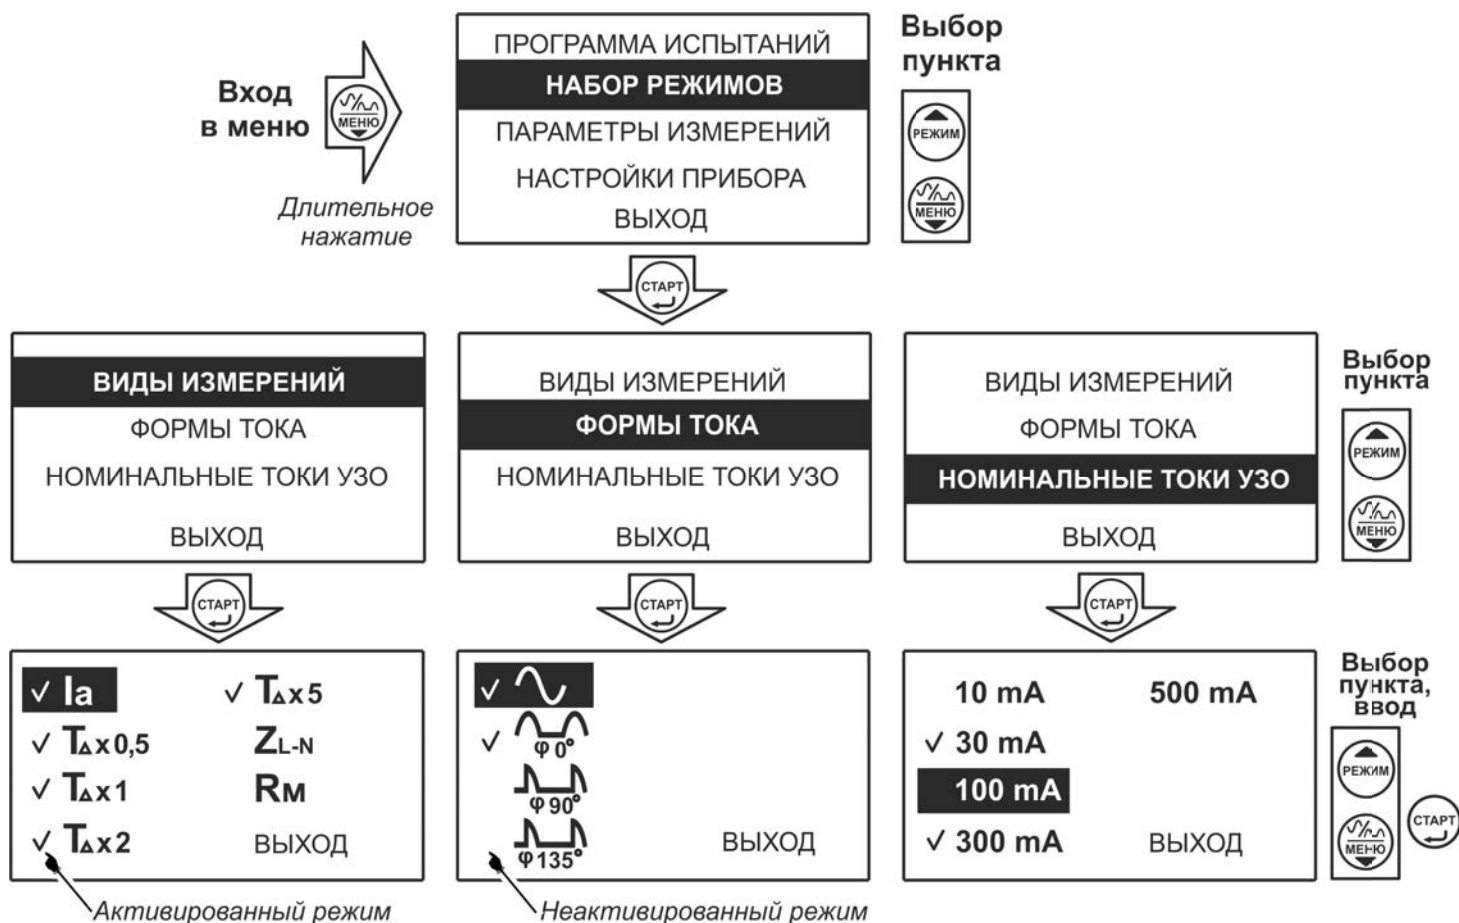 Вход
в меню
МЕНЮ
Длительное
нажатие
ПРОГРАММА ИСПЫТАНИЙ
НАБОР РЕЖИМОВ
ПАРАМЕТРЫ ИЗМЕРЕНИЙ
НАСТРОЙКИ ПРИБОРА
ВЫХОД
Выбор
пункта
РЕЖИМ
МЕНЮ
СТАРТ
ВИДЫ ИЗМЕРЕНИЙ
ФОРМЫ ТОКА
НОМИНАЛЬНЫЕ ТОКИ УЗО
ВЫХОД
ВИДЫ ИЗМЕРЕНИЙ
ФОРМЫ ТОКА
НОМИНАЛЬНЫЕ ТОКИ УЗО
ВЫХОД
ВИДЫ ИЗМЕРЕНИЙ
ФОРМЫ ТОКА
НОМИНАЛЬНЫЕ ТОКИ УЗО
ВЫХОД
Выбор
пункта
РЕЖИМ
МЕНЮ
СТАРТ
СТАРТ
СТАРТ
✓ Ia ✓ T∆x5
✓ T∆x0,5 ZL-N
✓ T∆x1 RM
✓ T∆x2 ВЫХОД
Активированный режим
✓
✓ φ 0°
φ 90°
φ 135° ВЫХОД
Неактивированный режим
10 mA 500 mA
✓ 30 mA
100 mA
✓ 300 mA ВЫХОД
Выбор
пункта,
ввод
РЕЖИМ
МЕНЮ
СТАРТ